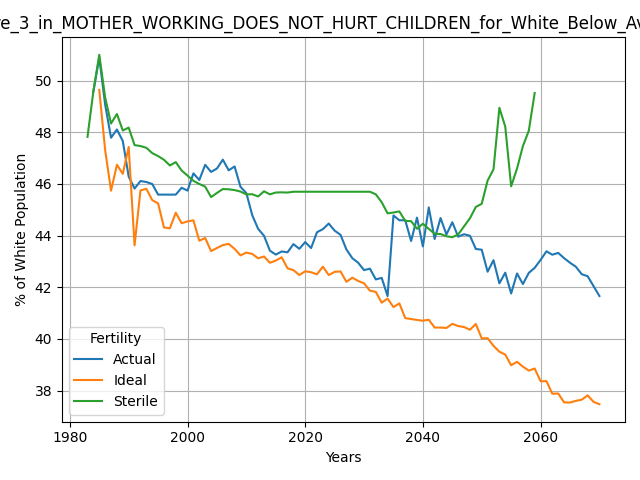 re_3_in_MOTHER_WORKING_DOES_NOT_HURT_CHILDREN_for_White_Below_Av
% of White Population
50
48
46
44
42
40
38
Fertility
Actual
Ideal
Sterile
1980
2000
2020
2040
2060
Years